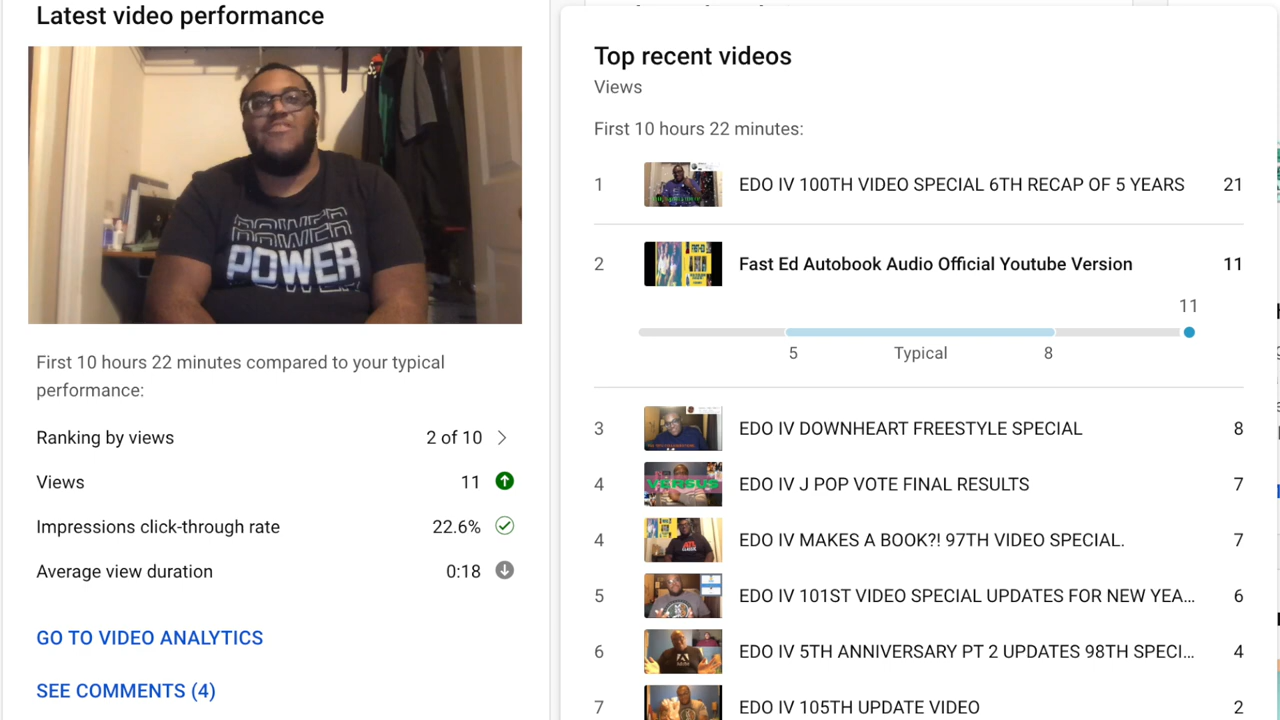 Latest video performance
POWER
POWER
POWER
First 10 hours 22 minutes compared to your typical
performance:
Ranking by views 2 of 10
Views 11
Impressions click-through rate 22.6%
Average view duration 0:18
GO TO VIDEO ANALYTICS
SEE COMMENTS (4)
Top recent videos
Views
First 10 hours 22 minutes:
1 EDO IV 100TH VIDEO SPECIAL 6TH RECAP OF 5 YEARS 21
2 Fast Ed Autobook Audio Official Youtube Version 11
11
5 Typical 8
3 EDO IV DOWNHEART FREESTYLE SPECIAL 8
4 VERSUS EDO IV J POP VOTE FINAL RESULTS 7
4 EDO IV MAKES A BOOK?! 97TH VIDEO SPECIAL. 7
5 EDO IV 101ST VIDEO SPECIAL UPDATES FOR NEW YEA... 6
6 EDO IV 5TH ANNIVERSARY PT 2 UPDATES 98TH SPECI... 4
7 EDO IV 105TH UPDATE VIDEO 2